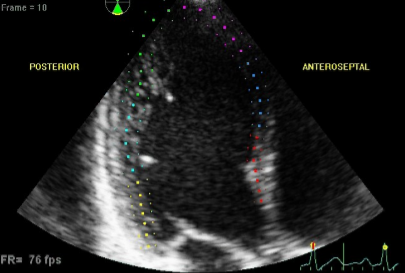 Frame = 10
POSTERIOR
ANTEROSEPTAL
FR= 76 fps